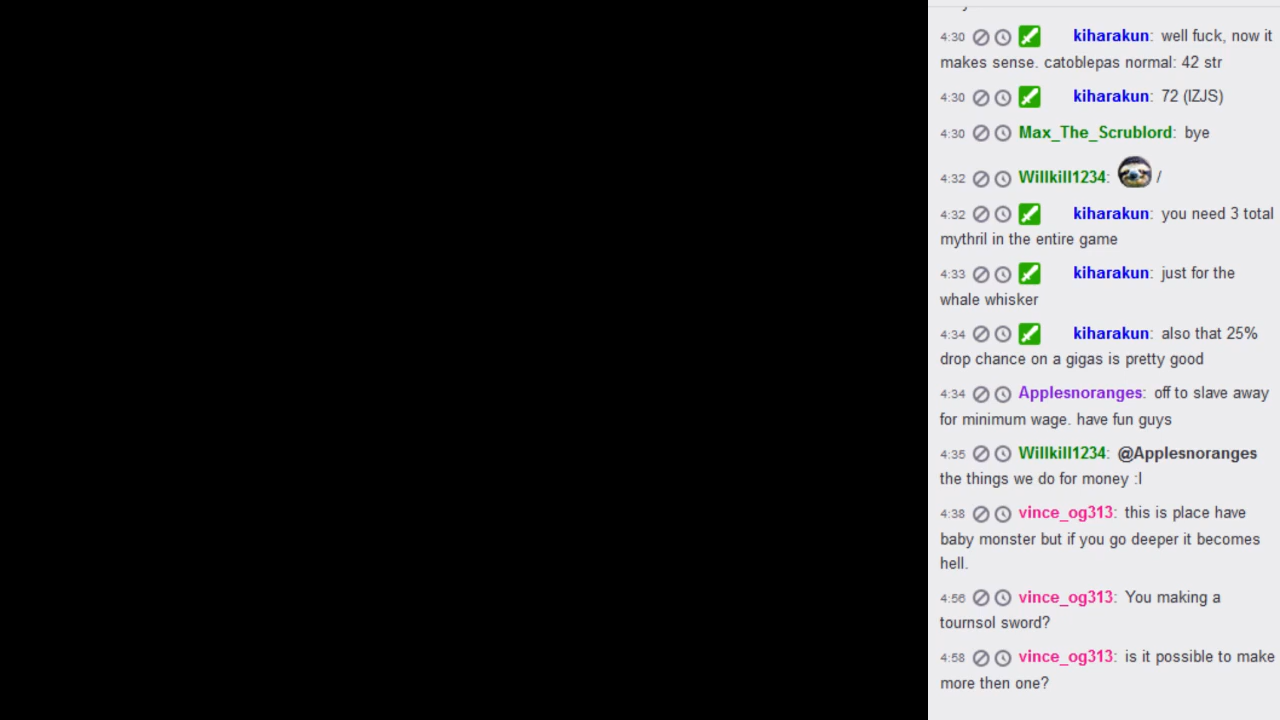 4:30 kiharakun: well fuck, now it
makes sense. catoblepas normal: 42 str
4:30 kiharakun: 72 (IZJS)
4:30 Max_The_Scrublord: bye
4:32 Willkill1234: /
4:32 kiharakun: you need 3 total
mythril in the entire game
4:33 kiharakun: just for the
whale whisker
4:34 kiharakun: also that 25%
drop chance on a gigas is pretty good
4:34 Applesnoranges: off to slave away
for minimum wage. have fun guys
4:35 Willkill1234: @Applesnoranges
the things we do for money :l
4:38 vince_og313: this is place have
baby monster but if you go deeper it becomes
hell.
4:56 vince_og313: You making a
tournsol sword?
4:58 vince_og313: is it possible to make
more then one?